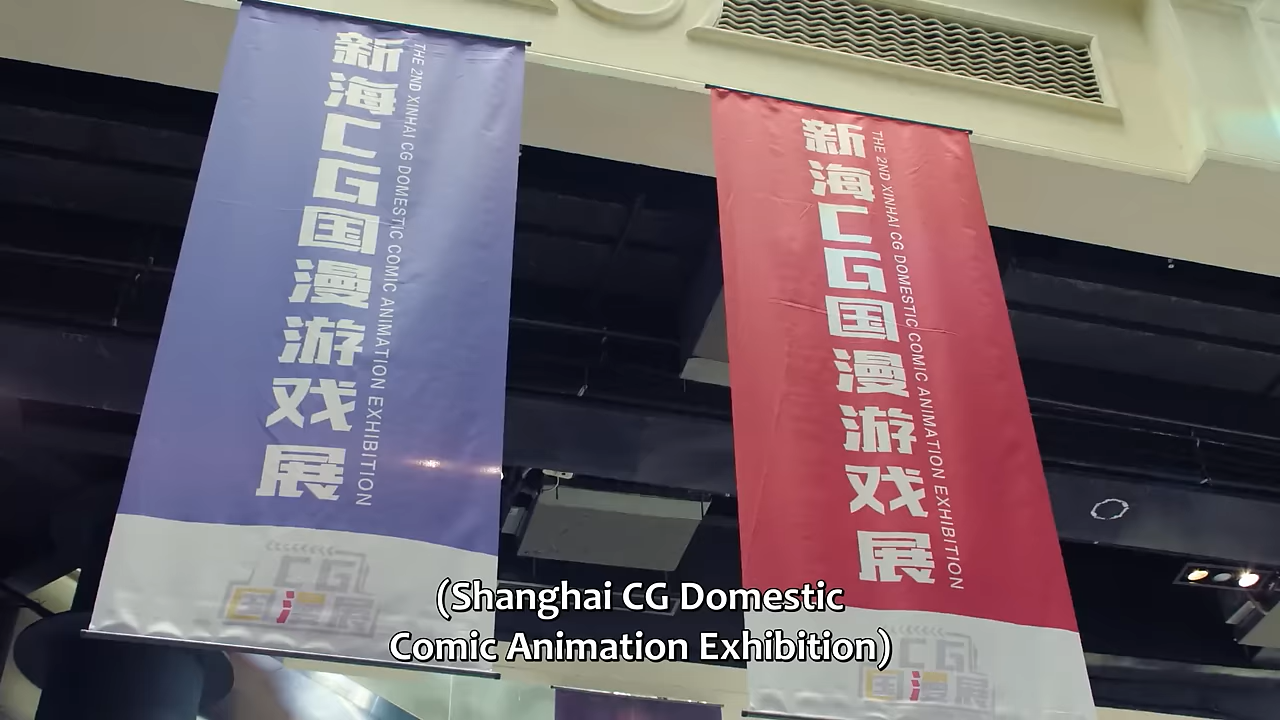 新海CG国漫游戏展
THE 2ND XINHAI CG DOMESTIC COMIC ANIMATION EXHIBITION
CG
国漫展
新海CG国漫游戏展
THE 2ND XINHAI CG DOMESTIC COMIC ANIMATION EXHIBITION
CG
国漫展
(Shanghai CG Domestic
Comic Animation Exhibition)